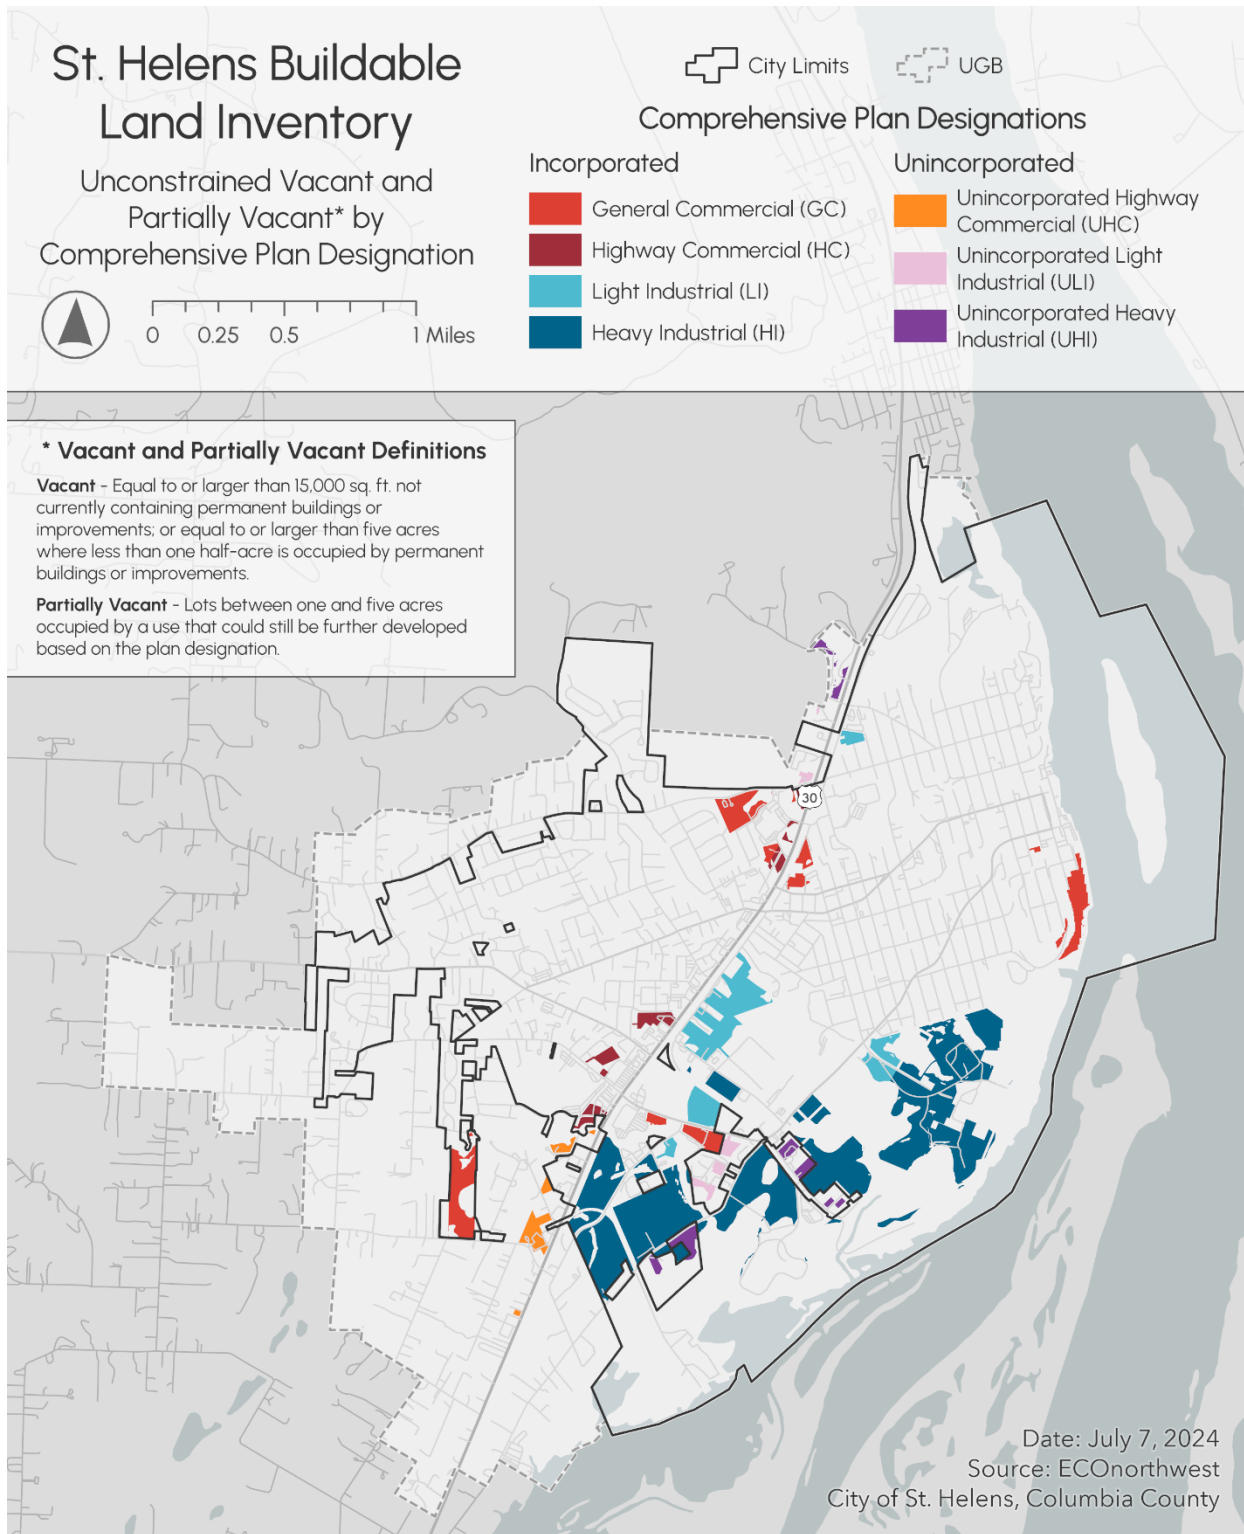 St. Helens Buildable
Land Inventory
Unconstrained Vacant and
Partially Vacant* by
Comprehensive Plan Designation
0 0.25 0.5 1 Miles
City Limits
UGB
Comprehensive Plan Designations
Incorporated
General Commercial (GC)
Highway Commercial (HC)
Light Industrial (LI)
Heavy Industrial (HI)
Unincorporated
Unincorporated Highway
Commercial (UHC)
Unincorporated Light
Industrial (ULI)
Unincorporated Heavy
Industrial (UHI)
* Vacant and Partially Vacant Definitions
Vacant - Equal to or larger than 15,000 sq. ft. not
currently containing permanent buildings or
improvements; or equal to or larger than five acres
where less than one half-acre is occupied by permanent
buildings or improvements.
Partially Vacant - Lots between one and five acres
occupied by a use that could still be further developed
based on the plan designation.
30
Date: July 7, 2024
Source: ECOnorthwest
City of St. Helens, Columbia County